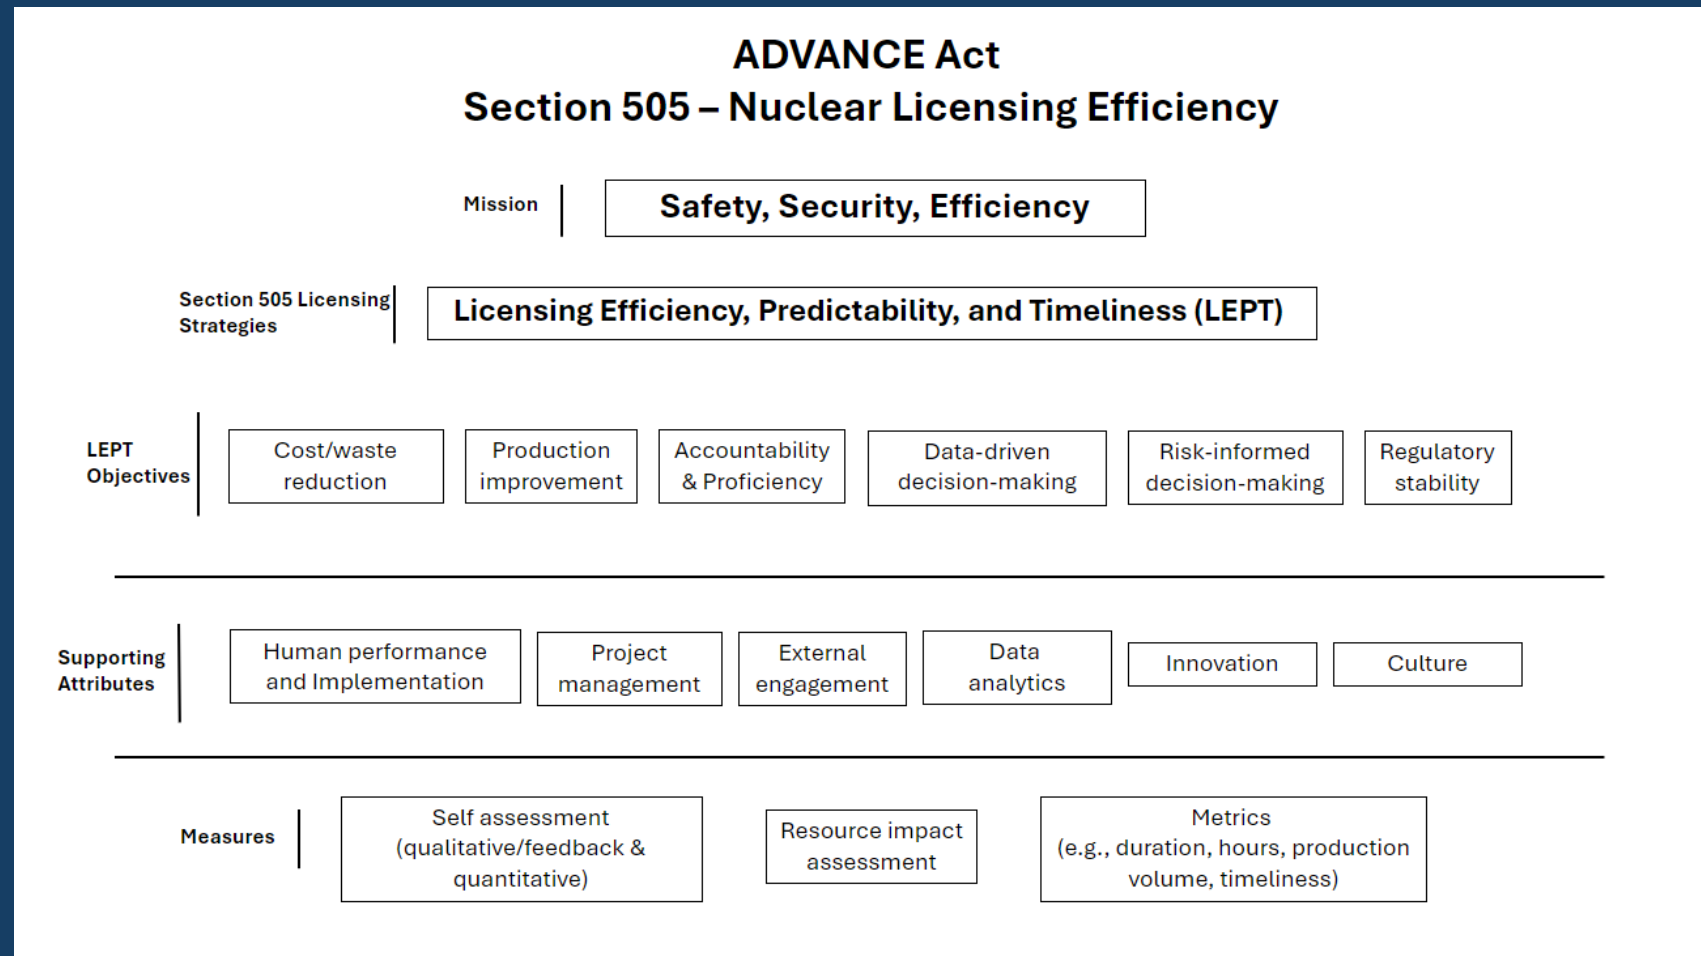 ADVANCE Act
Section 505 – Nuclear Licensing Efficiency
Mission
Safety, Security, Efficiency
Section 505 Licensing
Strategies
Licensing Efficiency, Predictability, and Timeliness (LEPT)
LEPT
Objectives
Cost/waste
reduction
Production
improvement
Accountability
& Proficiency
Data-driven
decision-making
Risk-informed
decision-making
Regulatory
stability
Supporting
Attributes
Human performance
and Implementation
Project
management
External
engagement
Data
analytics
Innovation
Culture
Measures
Self assessment
(qualitative/feedback &
quantitative)
Resource impact
assessment
Metrics
(e.g., duration, hours, production
volume, timeliness)